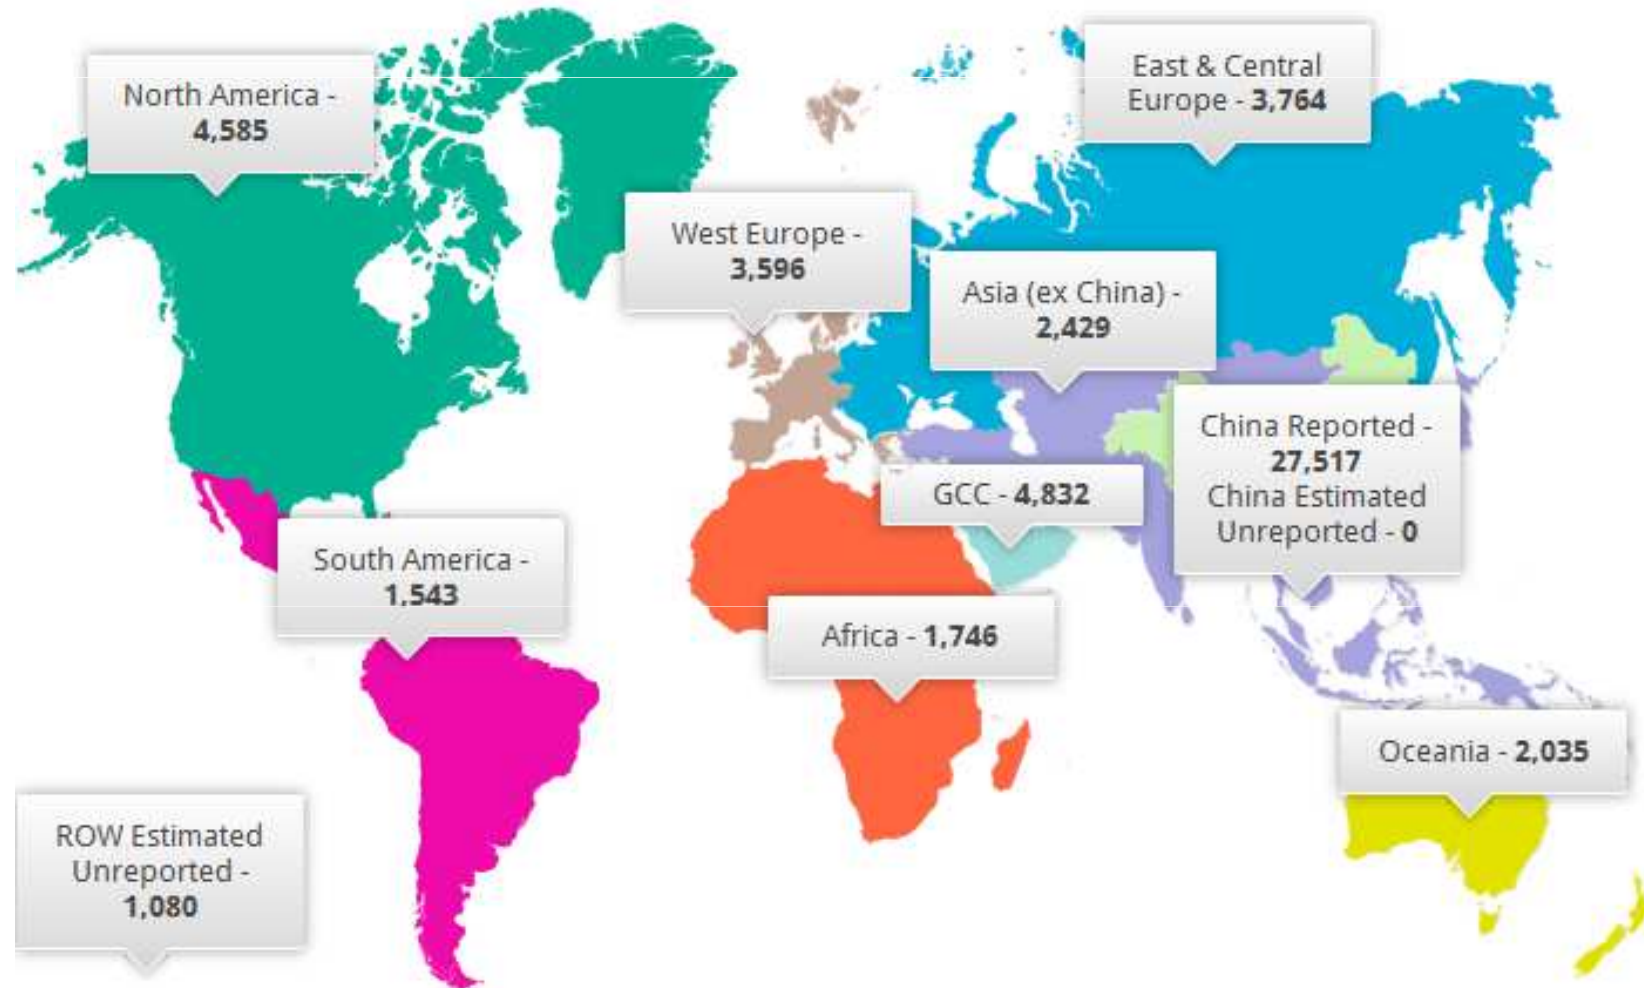 North America -
4,585
East & Central
Europe - 3,764
West Europe -
3,596
Asia (ex China) -
2,429
China Reported -
27,517
China Estimated
Unreported - 0
GCC - 4,832
South America -
1,543
Africa - 1,746
Oceania - 2,035
ROW Estimated
Unreported -
1,080